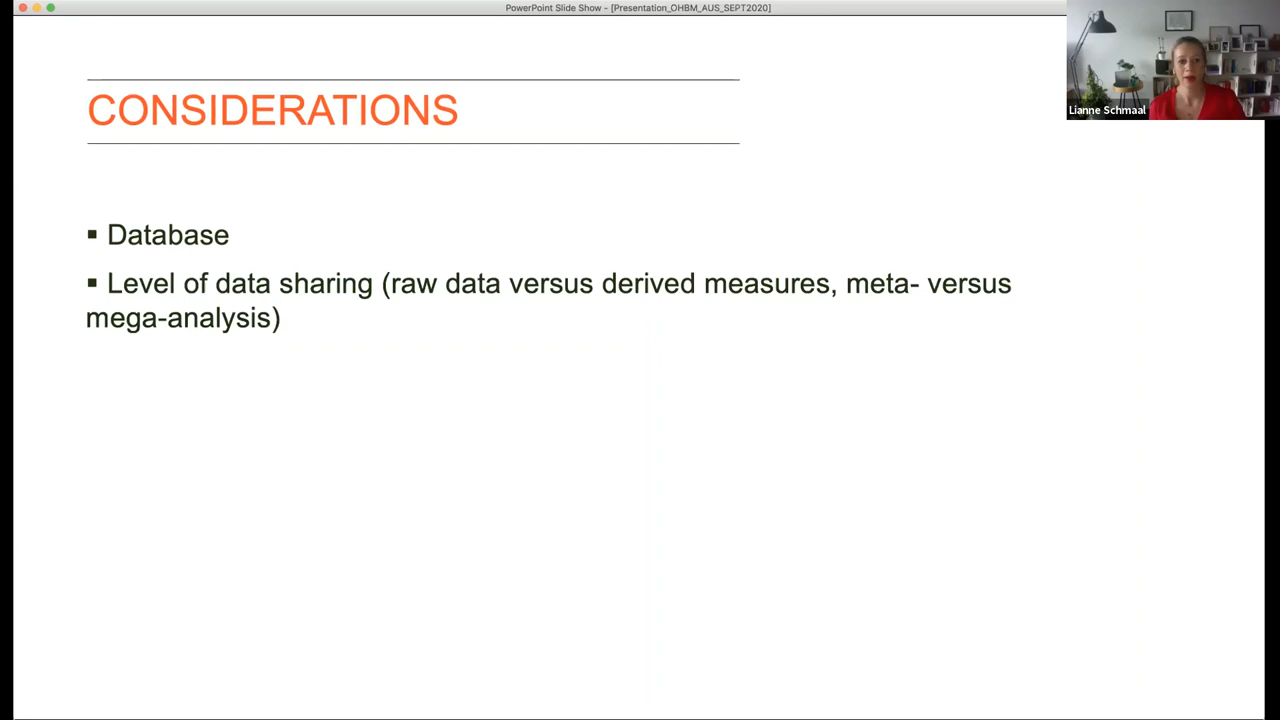 PowerPoint Slide Show - [Presentation_OHBM_AUS_SEPT2020]
Lianne Schmaal
CONSIDERATIONS
▪ Database
▪ Level of data sharing (raw data versus derived measures, meta- versus
mega-analysis)